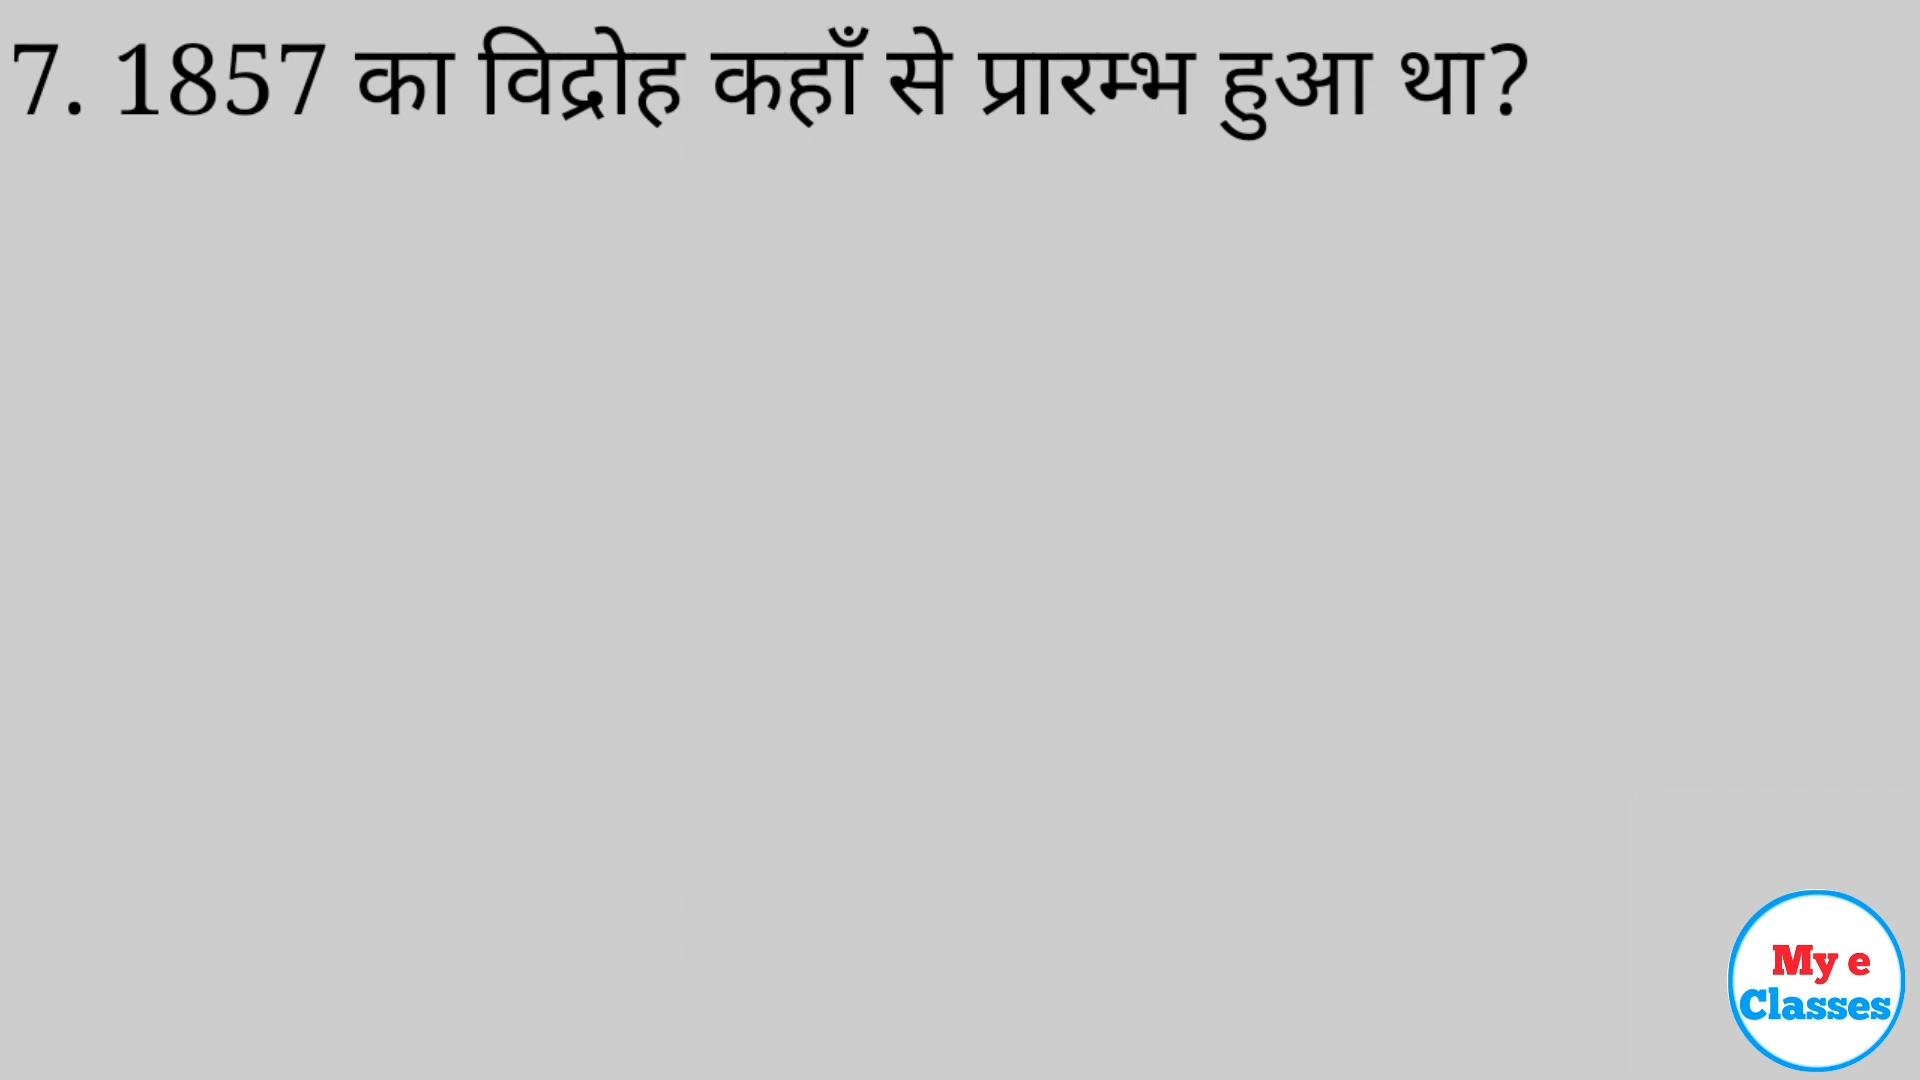 7. 1857 का विद्रोह कहाँ से प्रारम्भ हुआ था?
My e
Classes